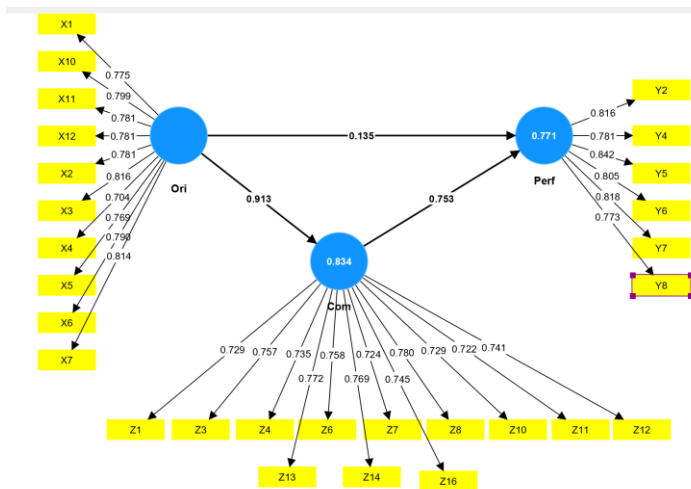 X1
X10
X11
X12
X2
X3
X4
X5
X6
X7
0.775
0.799
0.781
0.781
0.781
0.816
0.704
0.769
0.790
0.814
Ori
0.135
0.913
0.753
0.771
Perf
0.834
Com
0.816
0.781
0.842
0.805
0.818
0.773
Y2
Y4
Y5
Y6
Y7
Y8
0.729
0.757
0.735
0.758
0.724
0.780
0.729
0.722
0.741
0.772
0.769
0.745
Z1
Z3
Z4
Z6
Z7
Z8
Z10
Z11
Z12
Z13
Z14
Z16